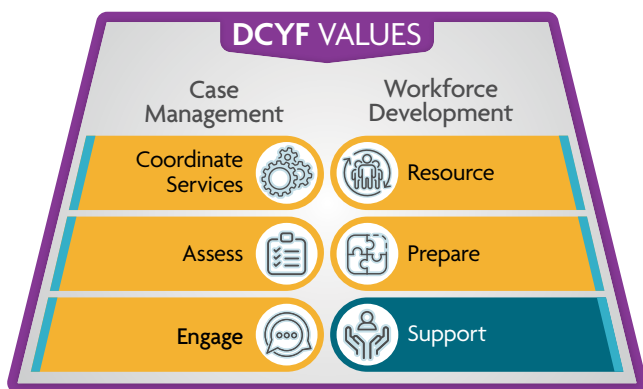 DCYF VALUES
Case
Management
Workforce
Development
Coordinate
Services
Resource
Assess
Prepare
Engage
Support